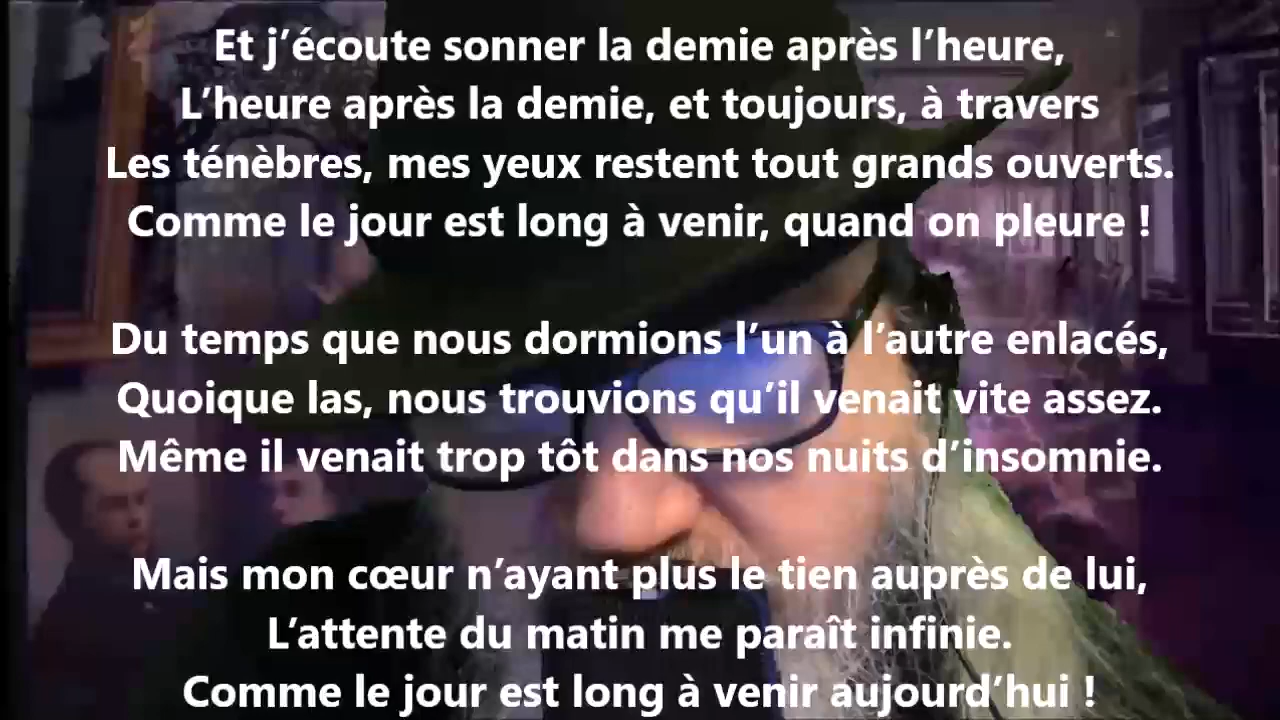 Et j’écoute sonner la demie après l’heure,
L’heure après la demie, et toujours, à travers
Les ténèbres, mes yeux restent tout grands ouverts.
Comme le jour est long à venir, quand on pleure !
Du temps que nous dormions l’un à l’autre enlacés,
Quoique las, nous trouvions qu’il venait vite assez.
Même il venait trop tôt dans nos nuits d’insomnie.
Mais mon cœur n’ayant plus le tien auprès de lui,
L’attente du matin me paraît infinie.
Comme le jour est long à venir aujourd’hui !